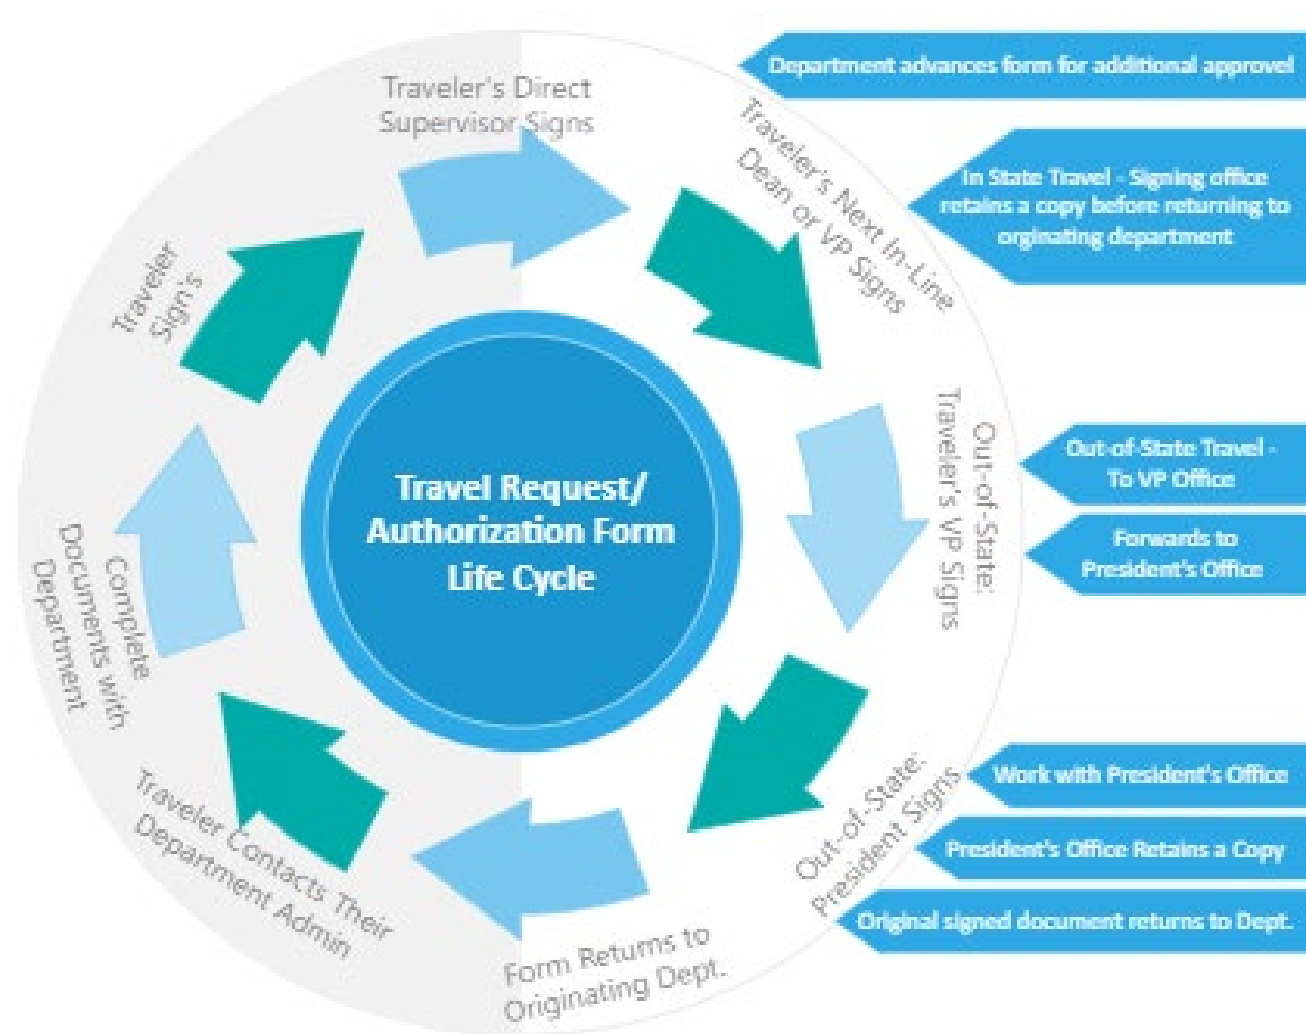 Traveler's Direct
Supervisor Signs
Traveler's Next In-Line
Dean or VP Signs
Out-of-State:
Traveler's VP Signs
Out-of-State:
President Signs
Form Returns to
Originating Dept.
Traveler Contacts Their
Department Admin
Complete
Documents with
Department
Traveler
Sign's
Travel Request/
Authorization Form
Life Cycle
Department advances form for additional approvel
In State Travel - Signing office
retains a copy before returning to
orginating department
Out-of-State Travel -
To VP Office
Forwards to
President's Office
Work with President's Office
President's Office Retains a Copy
Original signed document returns to Dept.